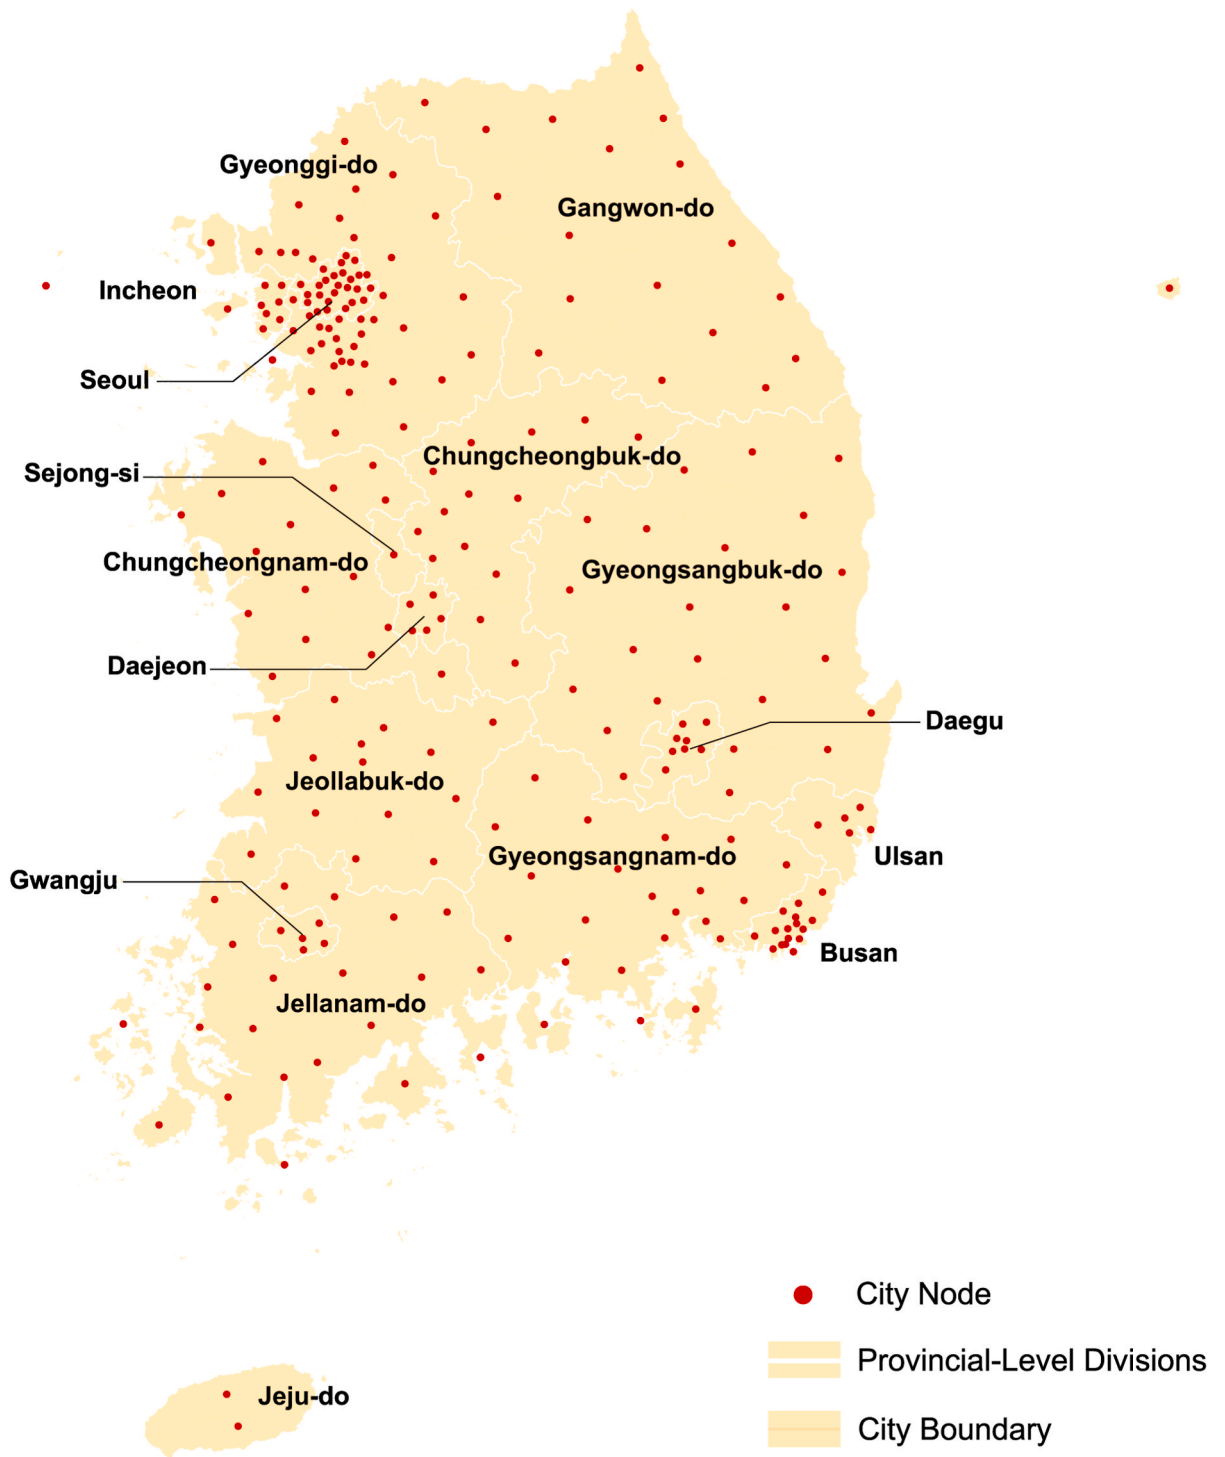 Gyeonggi-do
Gangwon-do
Incheon
Seoul
Chungcheongbuk-do
Sejong-si
Chungcheongnam-do
Gyeongsangbuk-do
Daejeon
Daegu
Jeollabuk-do
Gyeongsangnam-do
Ulsan
Gwangju
Busan
Jellanam-do
City Node
Provincial-Level Divisions
Jeju-do
City Boundary